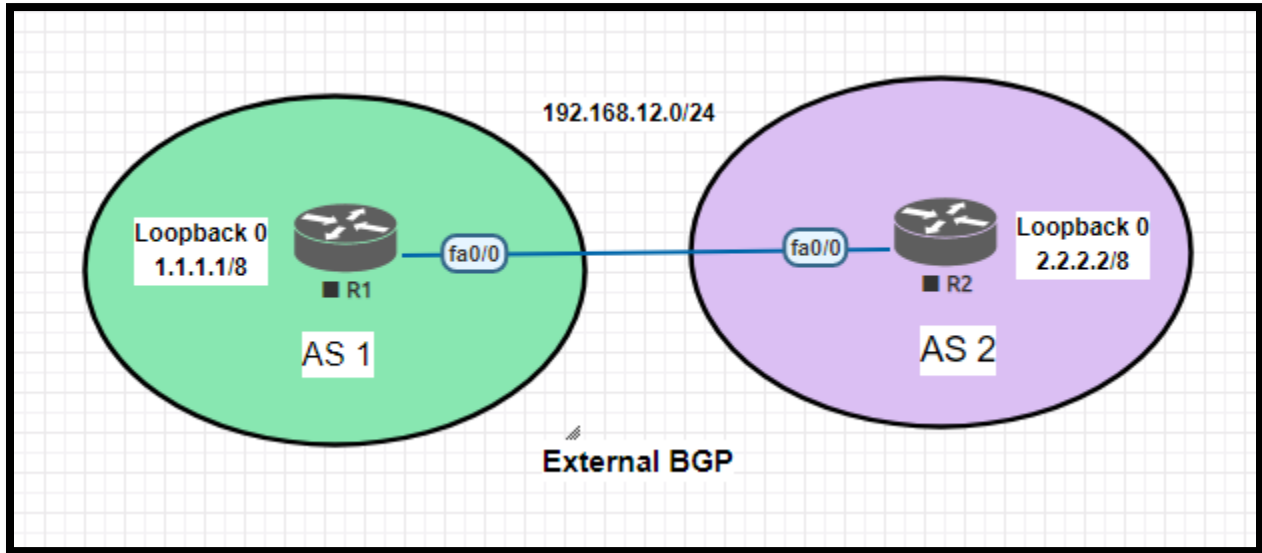 192.168.12.0/24
Loopback 0
1.1.1.1/8
fa0/0
R1
AS 1
fa0/0
Loopback 0
2.2.2.2/8
R2
AS 2
External BGP